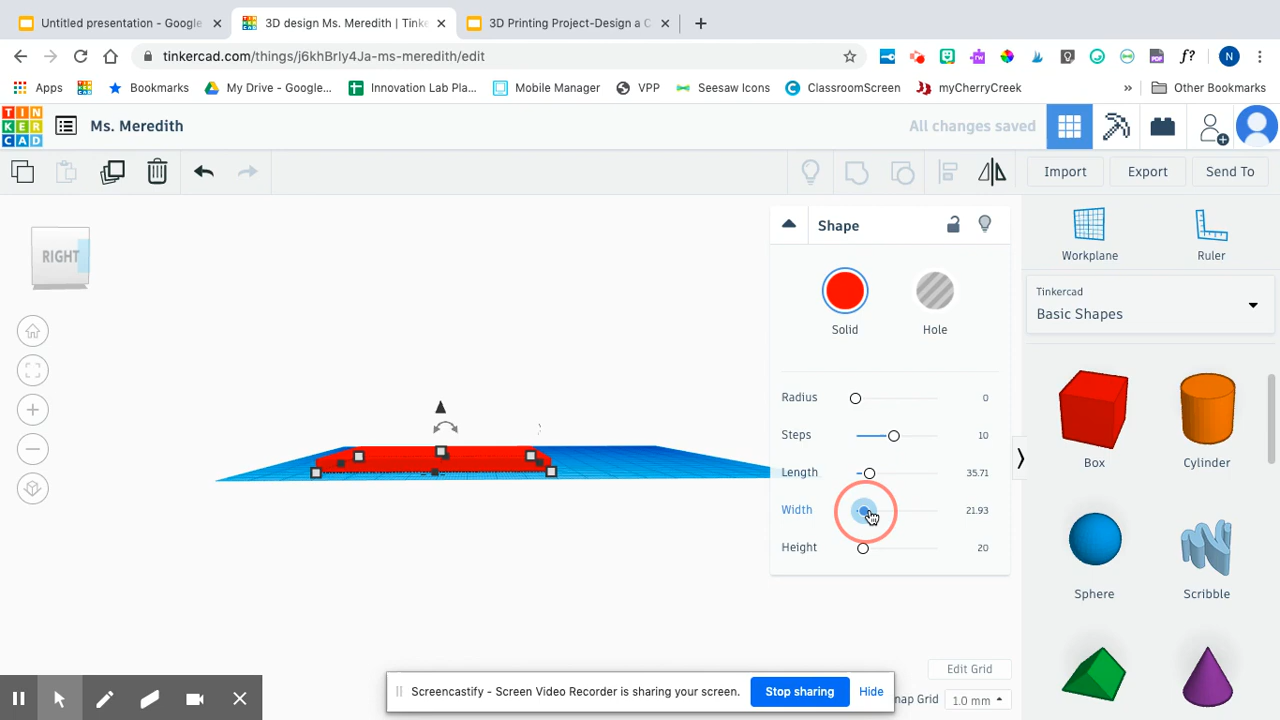 Untitled presentation - Google
3D design Ms. Meredith | Tinke
3D Printing Project-Design a C
tinkercad.com/things/j6khBrIy4Ja-ms-meredith/edit
Apps
Bookmarks
My Drive - Google...
Innovation Lab Pla...
Mobile Manager
VPP
Seesaw Icons
ClassroomScreen
myCherryCreek
Other Bookmarks
TIN
KER
CAD
Ms. Meredith
All changes saved
Import
Export
Send To
RIGHT
Shape
Workplane
Ruler
Solid
Hole
Tinkercad
Basic Shapes
Radius 0
Steps 10
Length 35.71
Width 21.93
Height 20
Box
Cylinder
Sphere
Scribble
Edit Grid
Screencastify - Screen Video Recorder is sharing your screen.
Stop sharing
Hide
nap Grid
1.0 mm